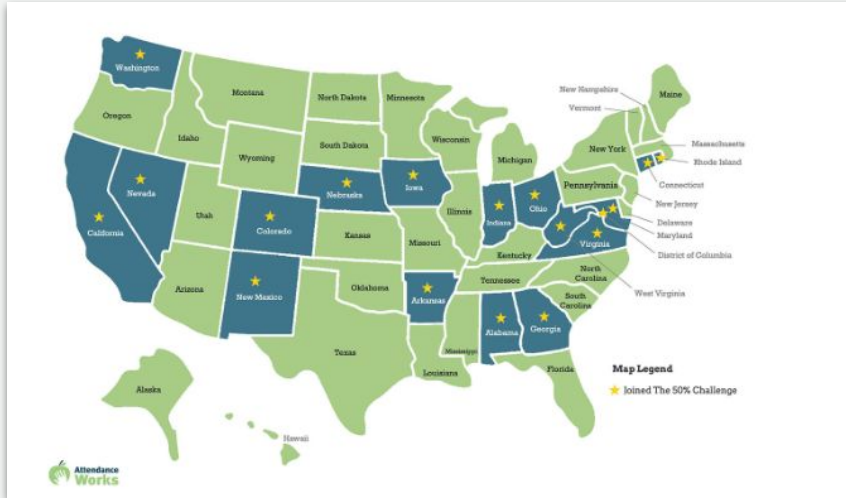 Washington
Montana
North Dakota
Minnesota
New Hampshire
Maine
Vermont
Oregon
Idaho
South Dakota
Wisconsin
Michigan
New York
Massachusetts
Rhode Island
Wyoming
Connecticut
Nevada
Nebraska
Iowa
Pennsylvania
New Jersey
California
Utah
Colorado
Illinois
Indiana
Ohio
Delaware
Maryland
Kansas
Missouri
Virginia
District of Columbia
Kentucky
Arizona
New Mexico
Oklahoma
Arkansas
Tennessee
North
Carolina
West Virginia
South
Carolina
Alabama
Georgia
Texas
Mississippi
Louisiana
Florida
Map Legend
Joined The 50% Challenge
Alaska
Hawaii
Attendance
Works